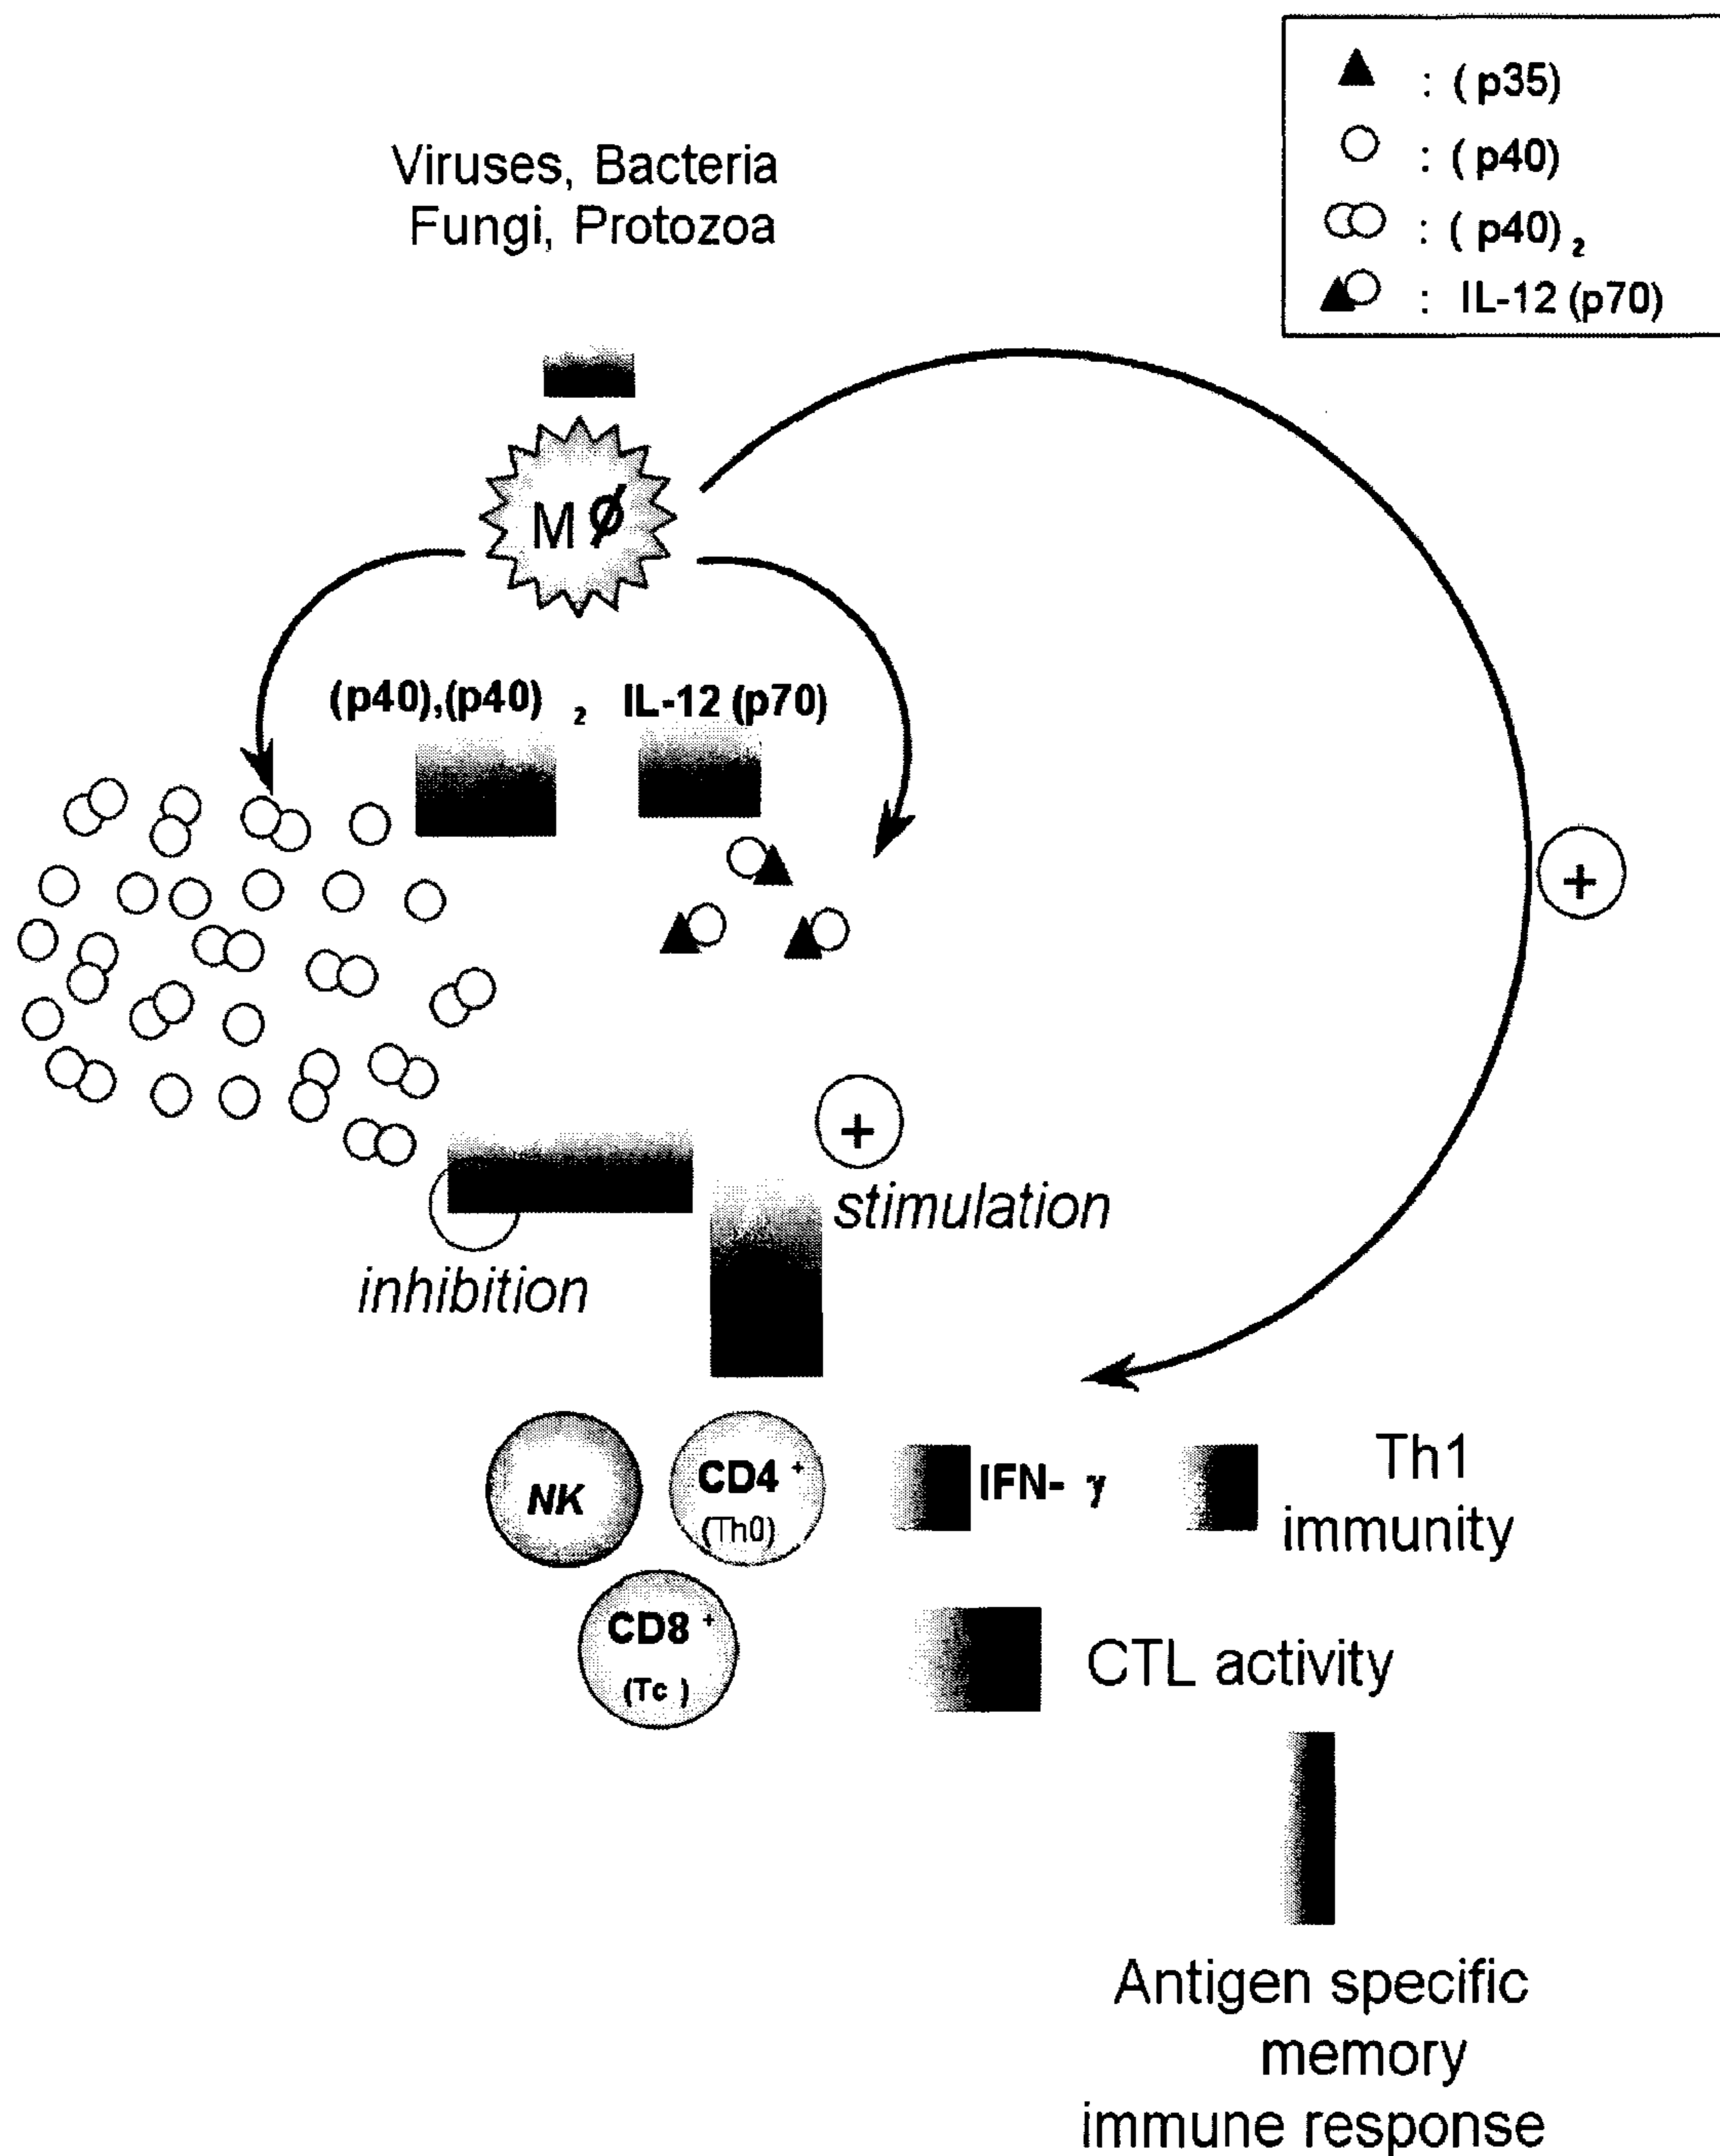 : (p35)
: (p40)
: (p40)₂
: IL-12 (p70)
Viruses, Bacteria
Fungi, Protozoa
MØ
(p40),(p40)₂ IL-12 (p70)
+
+
stimulation
inhibition
NK
CD4⁺
(Th0)
IFN- γ
Th1
immunity
CD8⁺
(Tc)
CTL activity
Antigen specific
memory
immune response